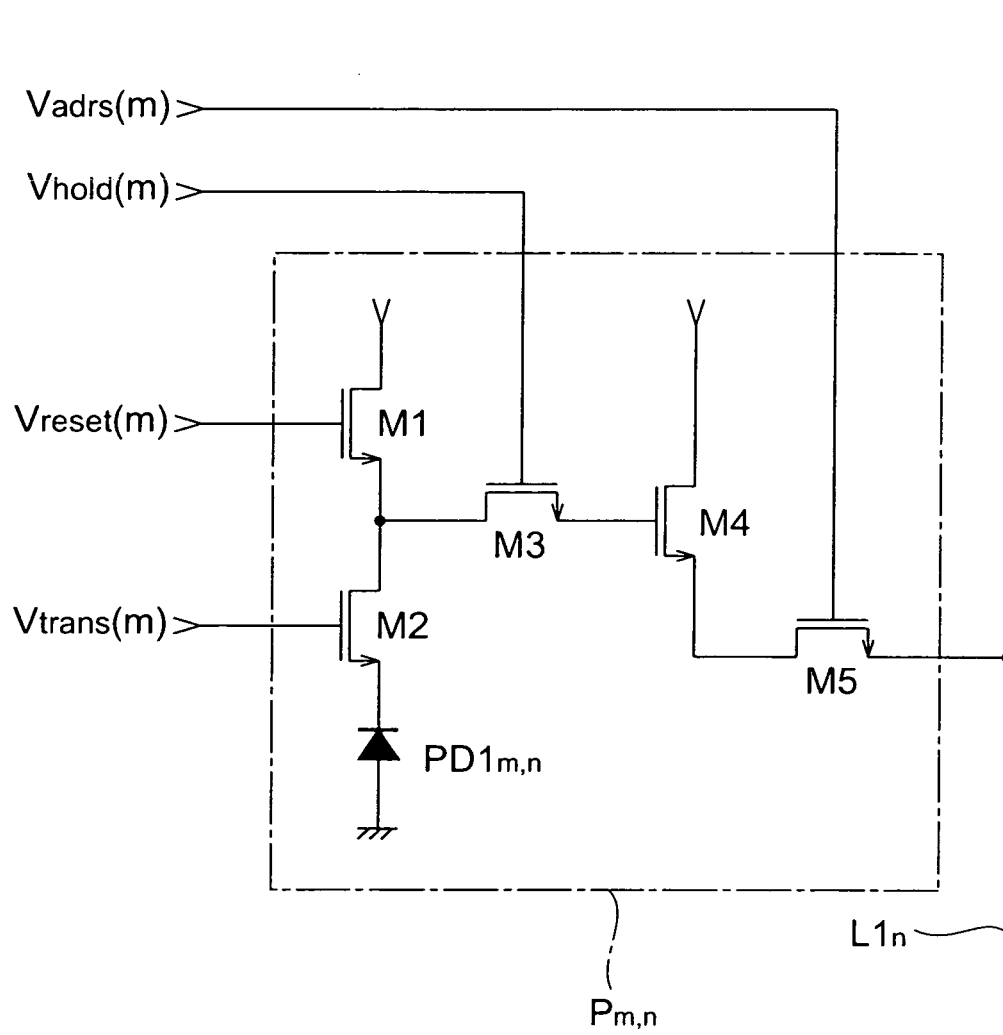 Vadrs(m)
Vhold(m)
Vreset(m)
M1
M3
M4
Vtrans(m)
M2
M5
PD1m,n
L1n
Pm,n